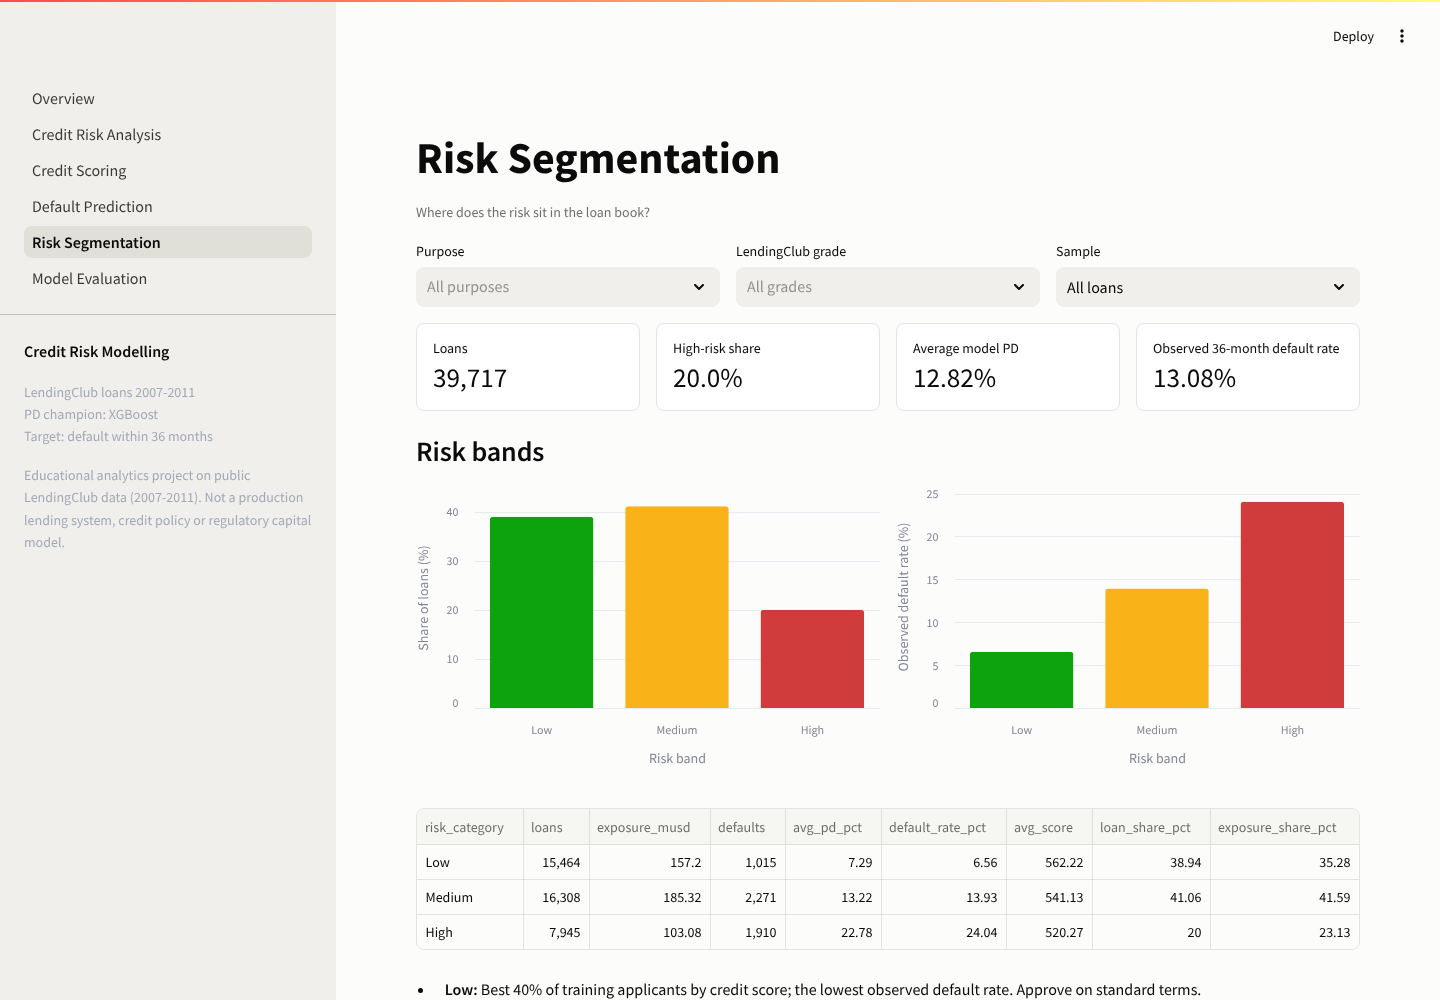 Deploy
Overview
Credit Risk Analysis
Credit Scoring
Default Prediction
Risk Segmentation
Model Evaluation
Credit Risk Modelling
LendingClub loans 2007-2011
PD champion: XGBoost
Target: default within 36 months
Educational analytics project on public
LendingClub data (2007-2011). Not a production
lending system, credit policy or regulatory capital
model.
Risk Segmentation
Where does the risk sit in the loan book?
Purpose LendingClub grade Sample
All purposes All grades All loans
Loans High-risk share Average model PD Observed 36-month default rate
39,717 20.0% 12.82% 13.08%
Risk bands
Share of loans (%)
40
30
20
10
0
Low Medium High
Risk band
Observed default rate (%)
25
20
15
10
5
0
Low Medium High
Risk band
risk_category loans exposure_musd defaults avg_pd_pct default_rate_pct avg_score loan_share_pct exposure_share_pct
Low 15,464 157.2 1,015 7.29 6.56 562.22 38.94 35.28
Medium 16,308 185.32 2,271 13.22 13.93 541.13 41.06 41.59
High 7,945 103.08 1,910 22.78 24.04 520.27 20 23.13
• Low: Best 40% of training applicants by credit score; the lowest observed default rate. Approve on standard terms.